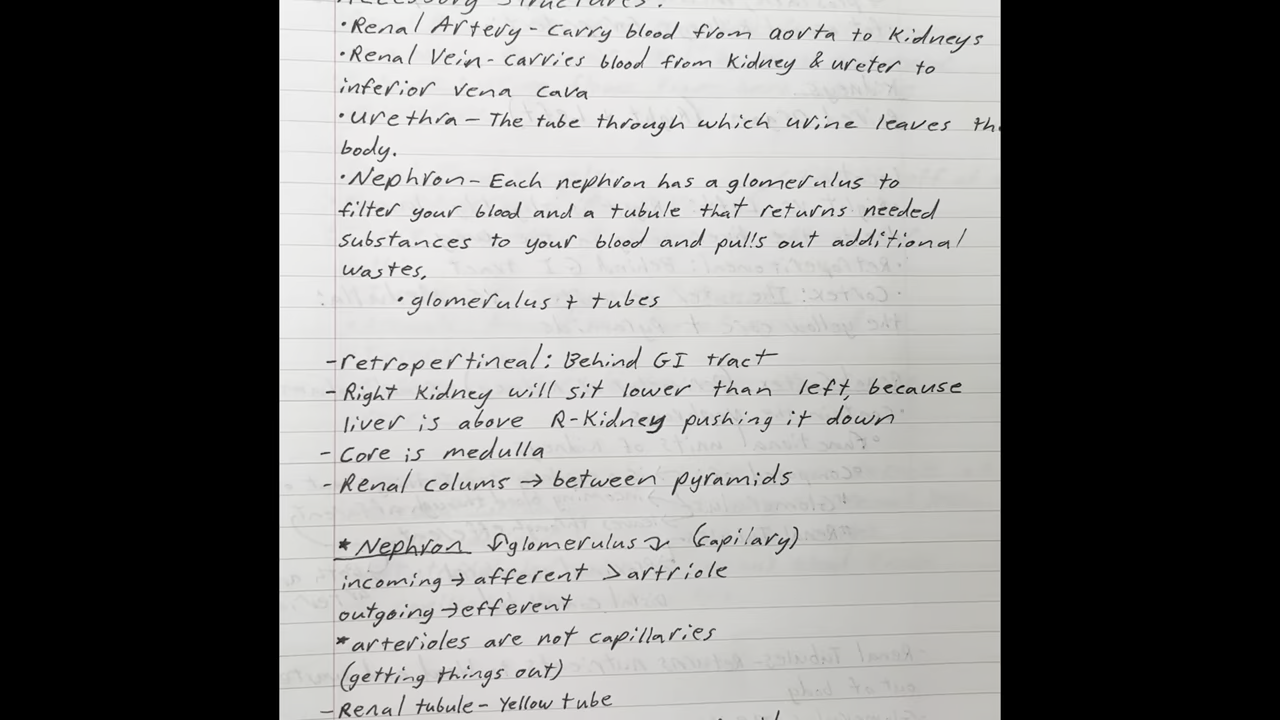 Accessory Structures:
•Renal Artery - carry blood from aorta to kidneys
•Renal Vein - carries blood from kidney & ureter to
inferior vena cava
•urethra - The tube through which urine leaves the
body.
•Nephron - Each nephron has a glomerulus to
filter your blood and a tubule that returns needed
substances to your blood and pulls out additional
wastes,
•glomerulus + tubes
-retropertineal: Behind GI tract
-Right Kidney will sit lower than left, because
liver is above R-Kidney pushing it down
-Core is medulla
-Renal colums → between pyramids
*Nephron glomerulus (capilary)
incoming → afferent > artriole
outgoing → efferent
*arterioles are not capillaries
(getting things out)
-Renal tubule - Yellow tube